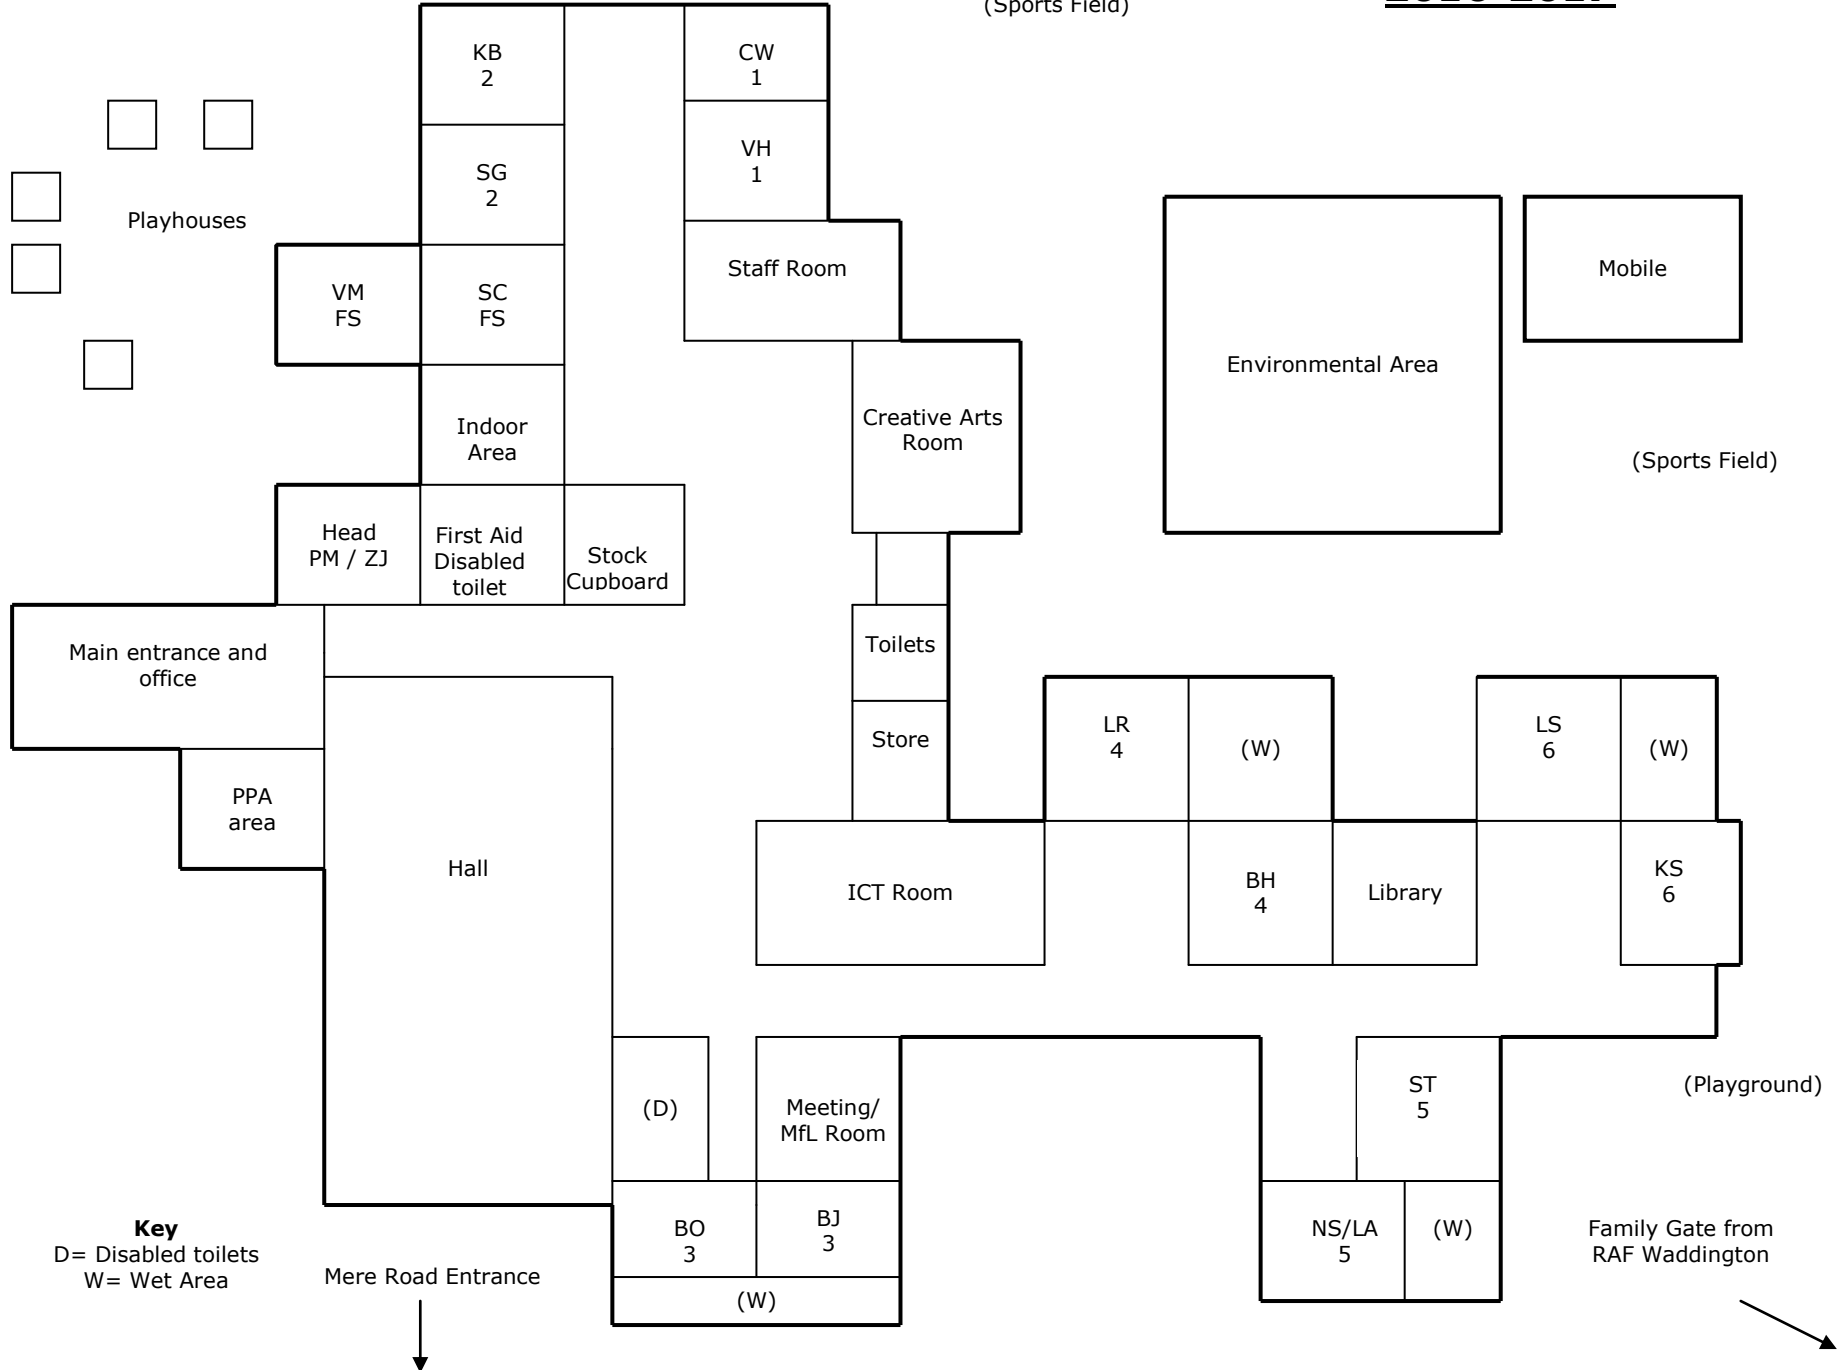 (Sports Field)
KB
2
CW
1
SG
2
VH
1
Playhouses
Staff Room
Mobile
VM
FS
SC
FS
Environmental Area
Creative Arts
Room
Indoor
Area
(Sports Field)
Head
PM / ZJ
First Aid
Disabled
toilet
Stock
Cupboard
Main entrance and
office
Toilets
LR
4
(W)
LS
6
(W)
Store
PPA
area
Hall
ICT Room
BH
4
Library
KS
6
(D)
Meeting/
MfL Room
ST
5
(Playground)
Key
D= Disabled toilets
W= Wet Area
Mere Road Entrance
BO
3
BJ
3
(W)
NS/LA
5
(W)
Family Gate from
RAF Waddington